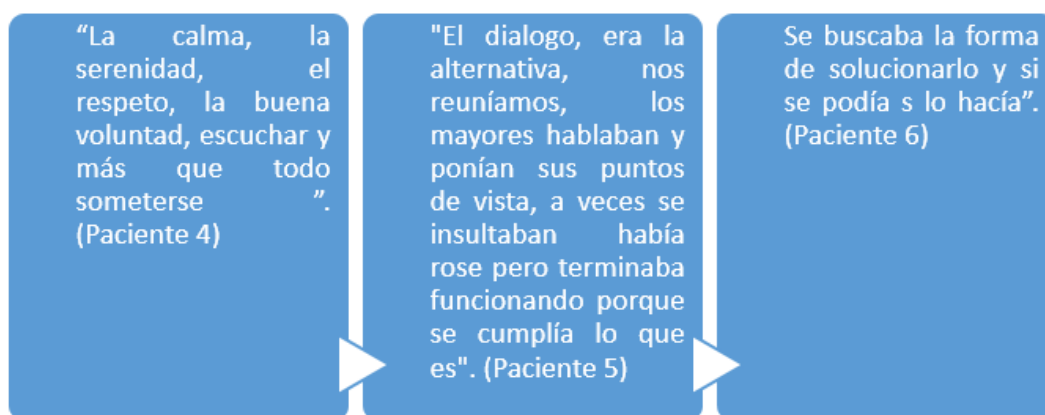 “La calma, la
serenidad, el
respeto, la buena
voluntad, escuchar y
más que todo
someterse ”.
(Paciente 4)
"El dialogo, era la
alternativa, nos
reuníamos, los
mayores hablaban y
ponían sus puntos
de vista, a veces se
insultaban había
rose pero terminaba
funcionando porque
se cumplía lo que
es". (Paciente 5)
Se buscaba la forma
de solucionarlo y si
se podía s lo hacía”.
(Paciente 6)